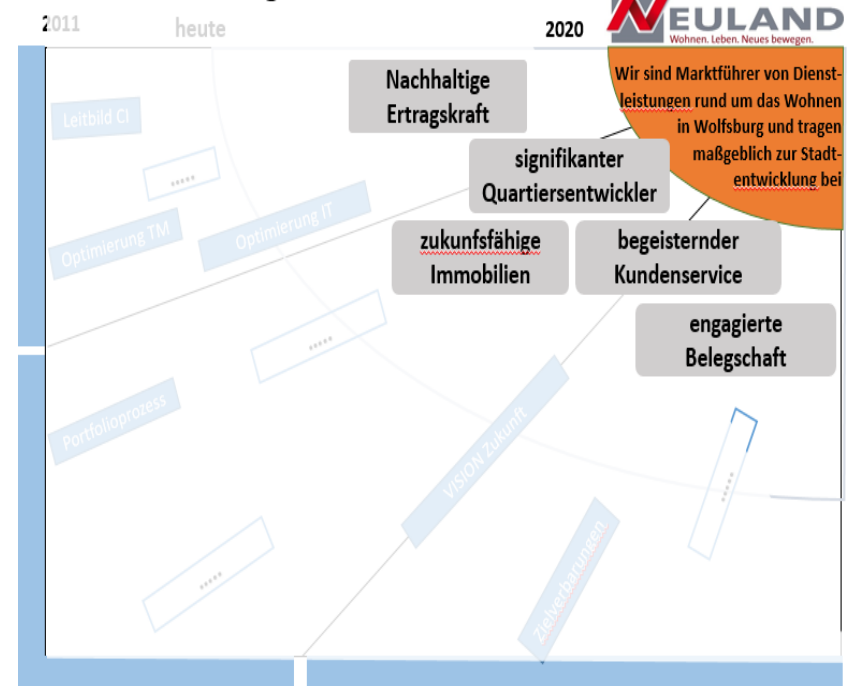 2011
heute
2020
NEULAND
Wohnen. Leben. Neues bewegen.
Wir sind Marktführer von Dienst-
leistungen rund um das Wohnen
in Wolfsburg und tragen
maßgeblich zur Stadt-
entwicklung bei
Nachhaltige
Ertragskraft
signifikanter
Quartiersentwickler
zukunfsfähige
Immobilien
begeisternder
Kundenservice
engagierte
Belegschaft
Leitbild CI
.....
Optimierung TM
Optimierung IT
.....
Portfolioprozess
VISION Zukunft
.....
Zielverbarungen
.....